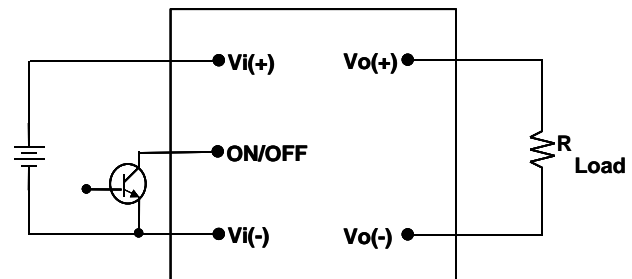 Vi(+)
Vo(+)
ON/OFF
R
Load
Vi(-)
Vo(-)